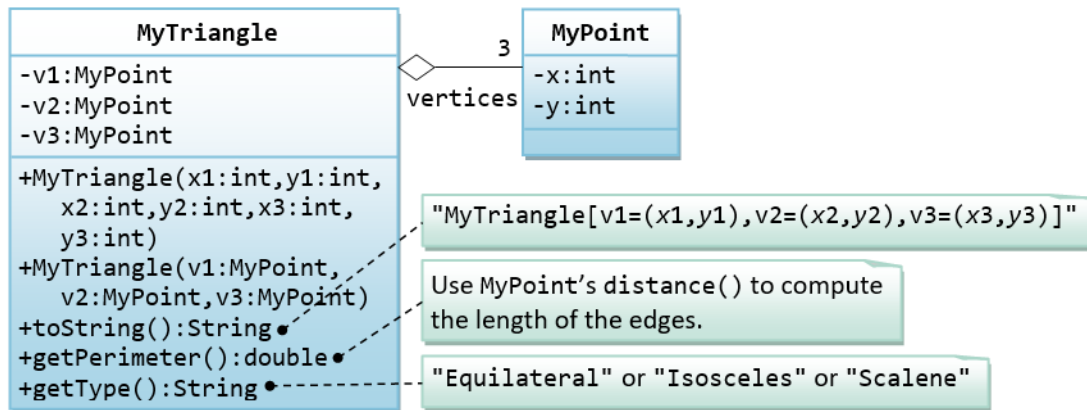 MyTriangle
-v1:MyPoint
-v2:MyPoint
-v3:MyPoint
+MyTriangle(x1:int,y1:int,
x2:int,y2:int,x3:int,
y3:int)
+MyTriangle(v1:MyPoint,
v2:MyPoint,v3:MyPoint)
+toString():String
+getPerimeter():double
+getType():String
3
vertices
MyPoint
-x:int
-y:int
"MyTriangle[v1=(x1,y1),v2=(x2,y2),v3=(x3,y3)]"
Use MyPoint’s distance() to compute
the length of the edges.
"Equilateral" or "Isosceles" or "Scalene"